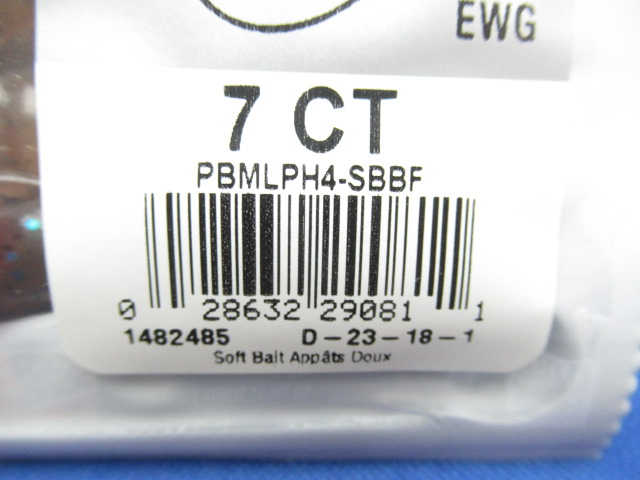 EWG
7 CT
PBMLPH4-SBBF
0 28632 29081 1
1482485 D-23-18-1
Soft Bait Appâts Doux